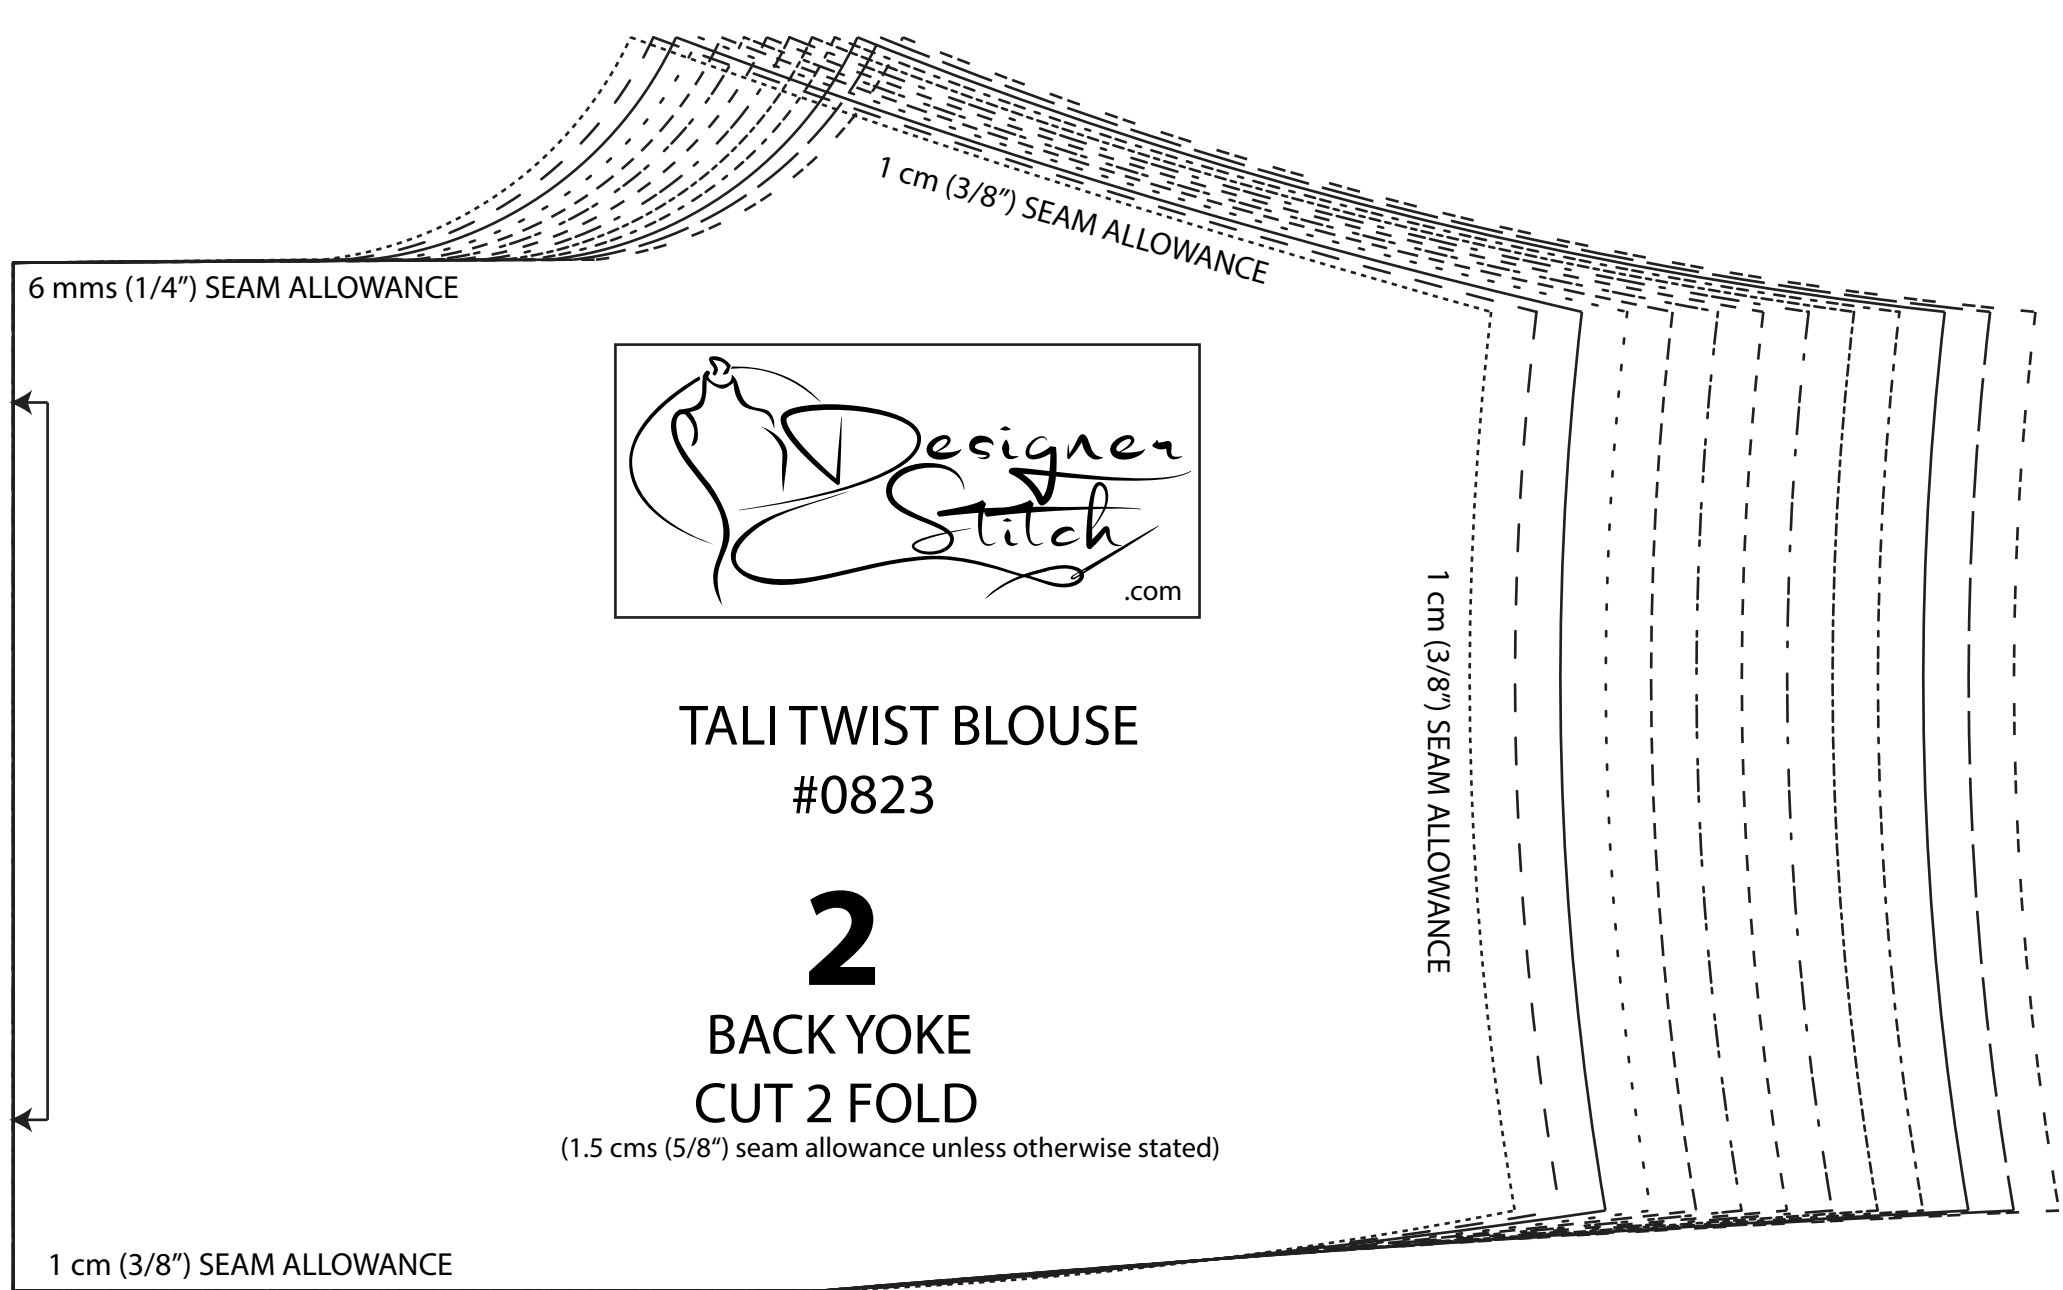 1 cm (3/8”) SEAM ALLOWANCE
6 mms (1/4”) SEAM ALLOWANCE
Designer
Stitch
.com
1 cm (3/8”) SEAM ALLOWANCE
TALI TWIST BLOUSE
#0823
2
BACK YOKE
CUT 2 FOLD
(1.5 cms (5/8“) seam allowance unless otherwise stated)
1 cm (3/8”) SEAM ALLOWANCE